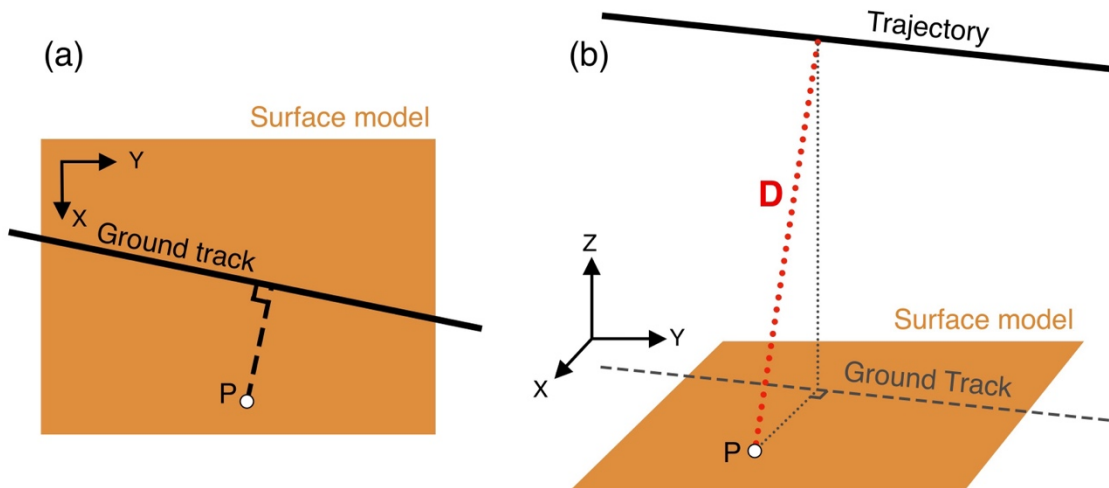 (a)
Surface model
Y
X
Ground track
P
(b)
Trajectory
D
Z
Y
X
Surface model
Ground Track
P